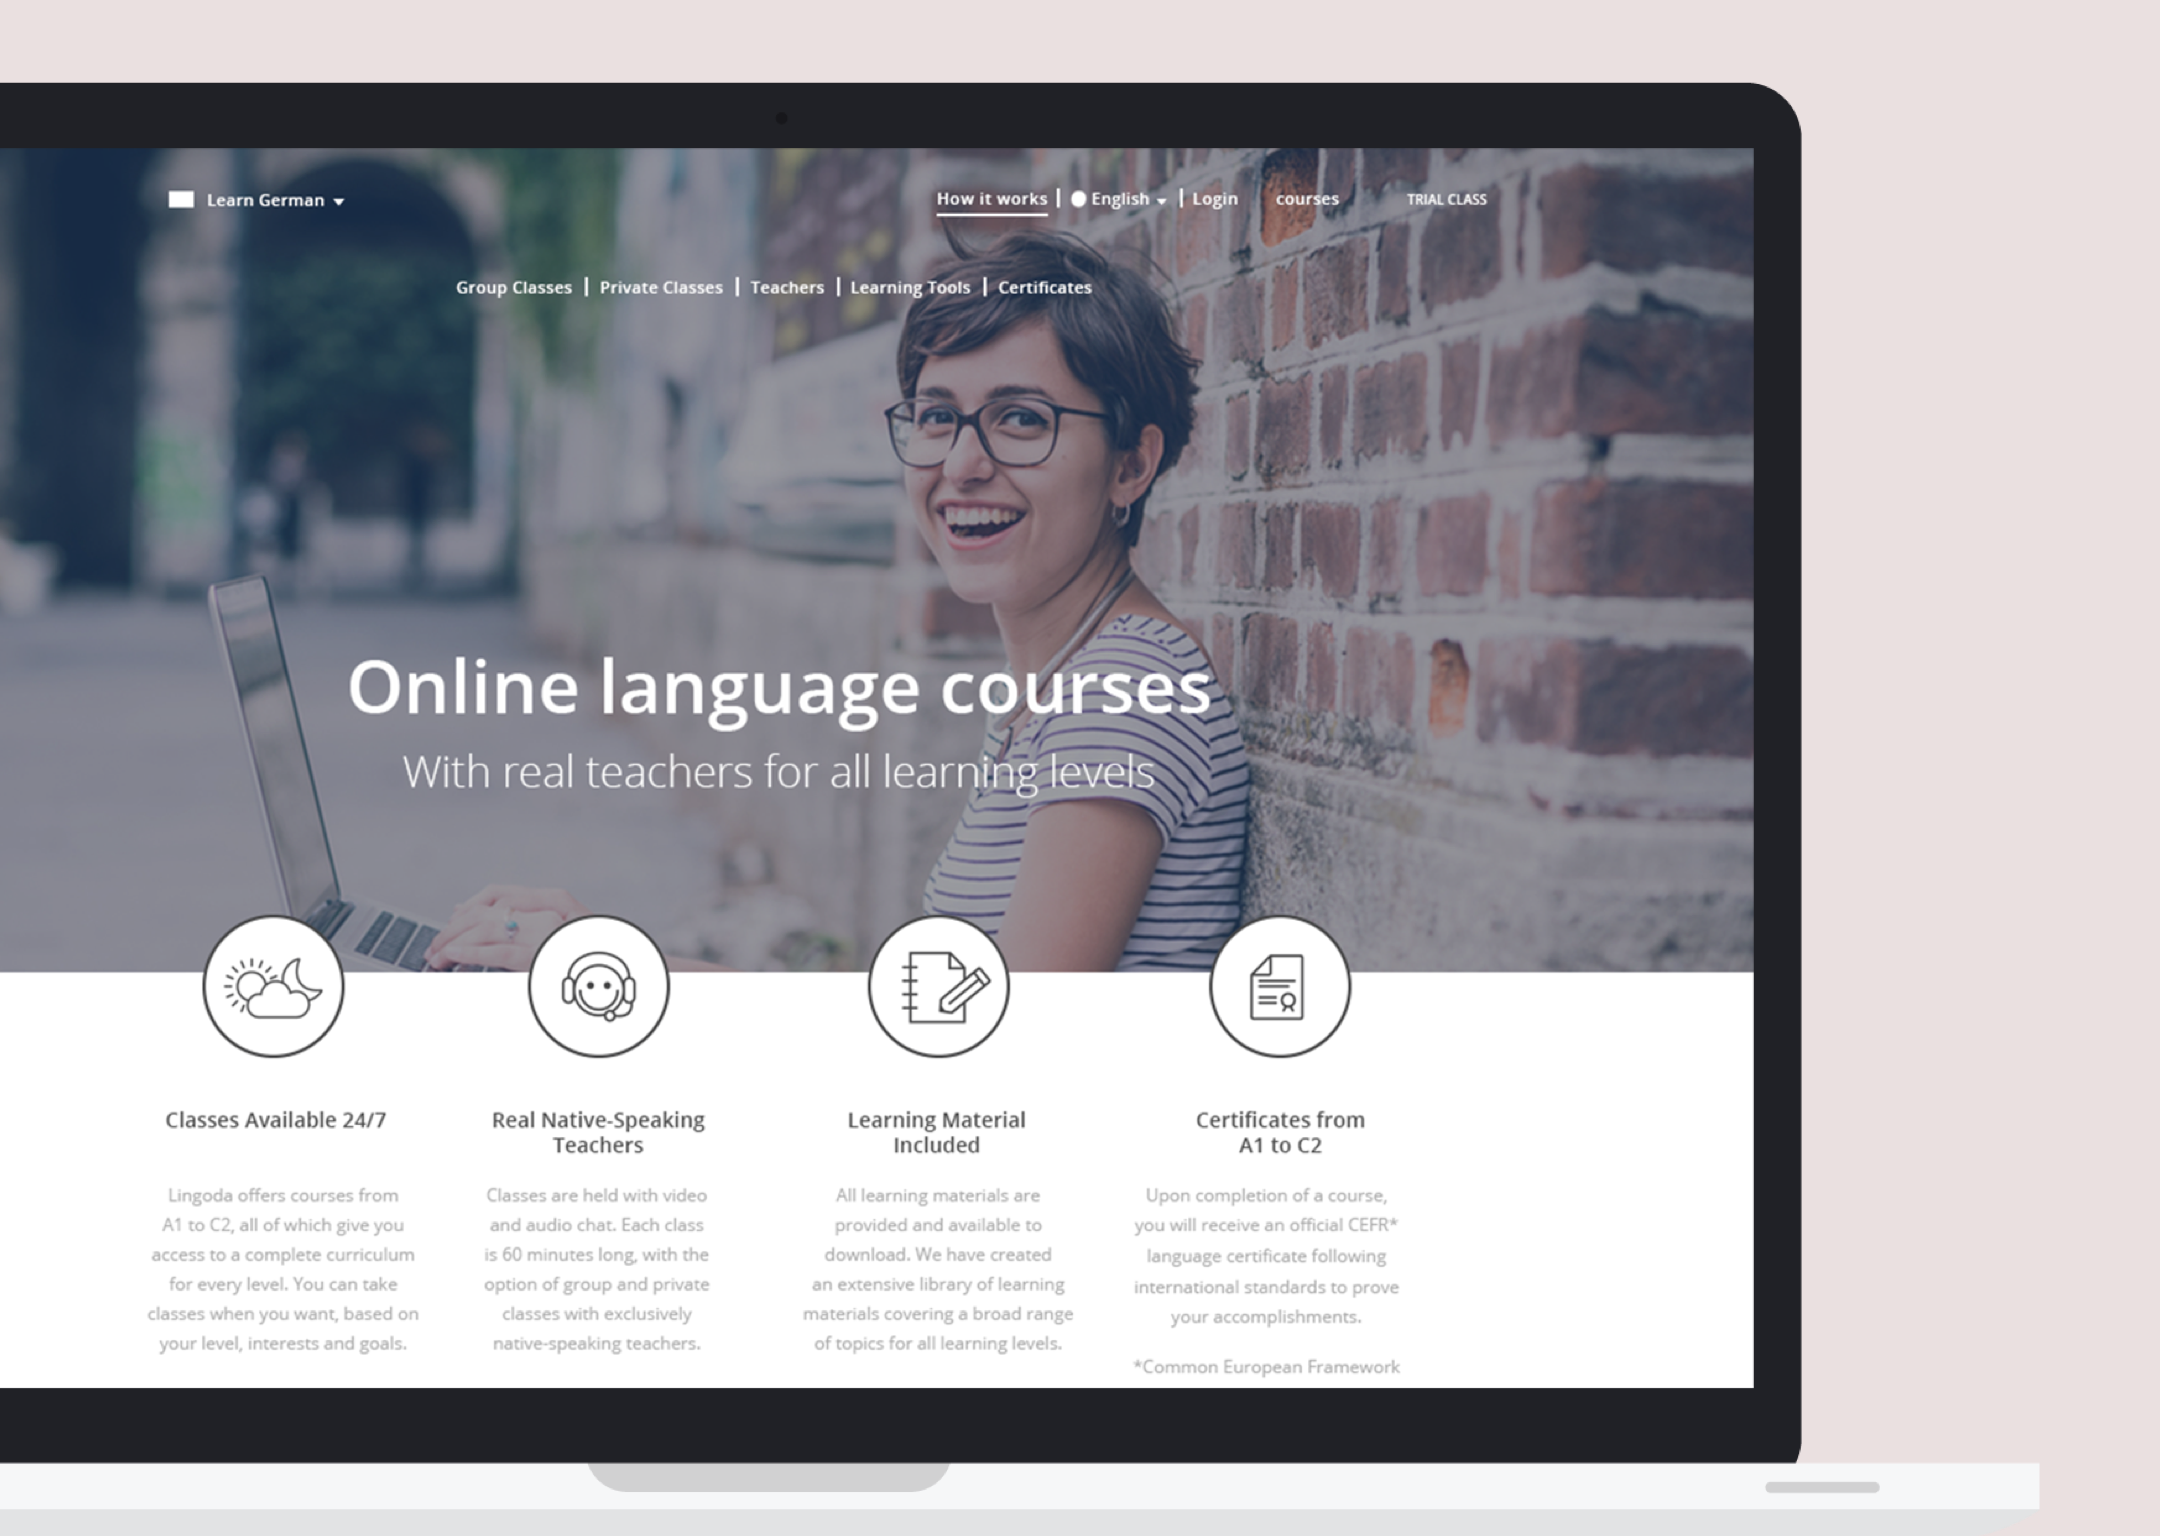 Learn German
How it works | English | Login courses TRIAL CLASS
Group Classes | Private Classes | Teachers | Learning Tools | Certificates
Online language courses
With real teachers for all learning levels
Classes Available 24/7
Lingoda offers courses from
A1 to C2, all of which give you
access to a complete curriculum
for every level. You can take
classes when you want, based on
your level, interests and goals.
Real Native-Speaking
Teachers
Classes are held with video
and audio chat. Each class
is 60 minutes long, with the
option of group and private
classes with exclusively
native-speaking teachers.
Learning Material
Included
All learning materials are
provided and available to
download. We have created
an extensive library of learning
materials covering a broad range
of topics for all learning levels.
Certificates from
A1 to C2
Upon completion of a course,
you will receive an official CEFR*
language certificate following
international standards to prove
your accomplishments.
*Common European Framework